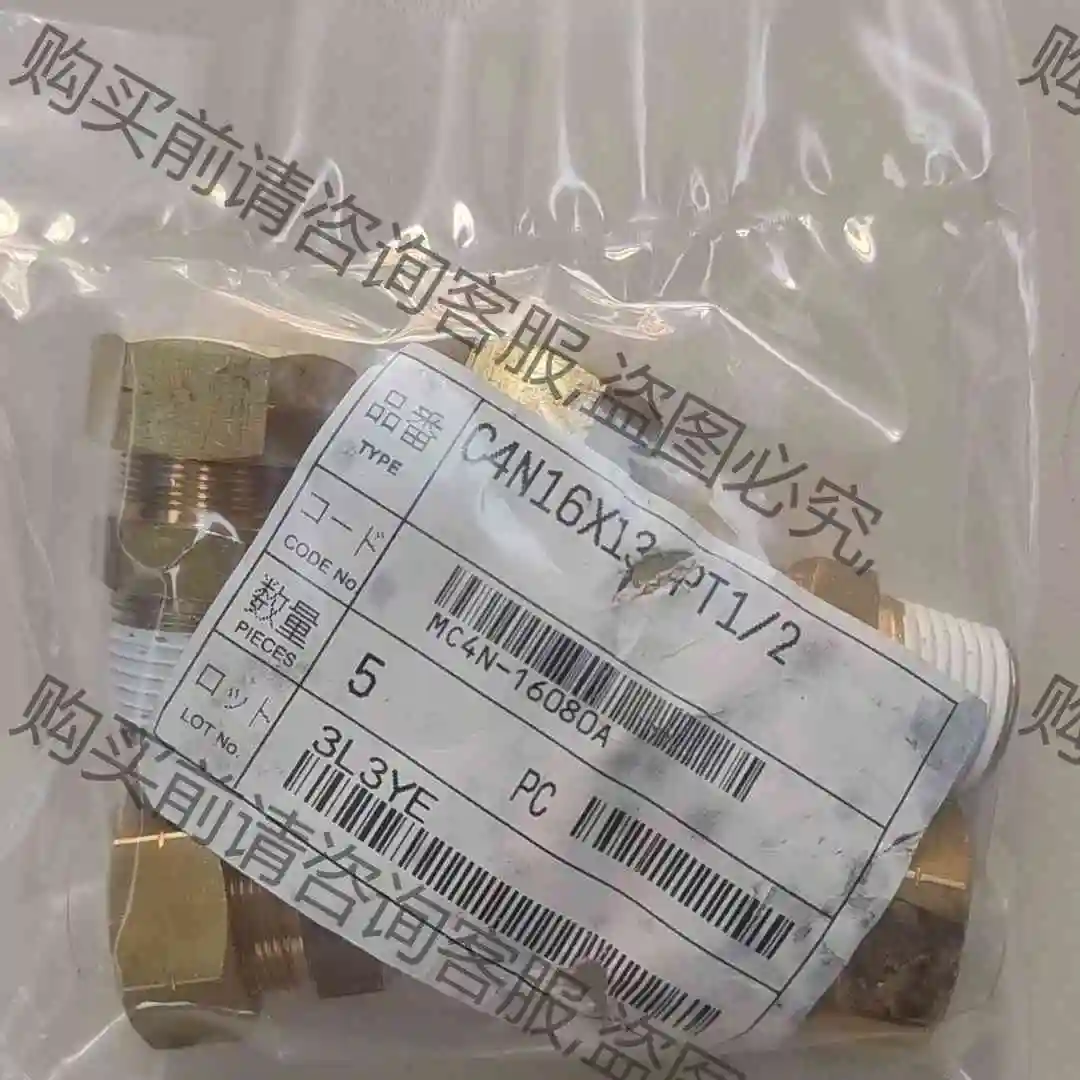 购买前请咨询客服,盗图必究,
购
品番
TYPE
C4N16X13-PT1/2
コード
CODE No.
MC4N-16080A
数量
PIECES
5
PC
ロット
LOT No.
3L3YE
购
购买前请咨询客服,盗图